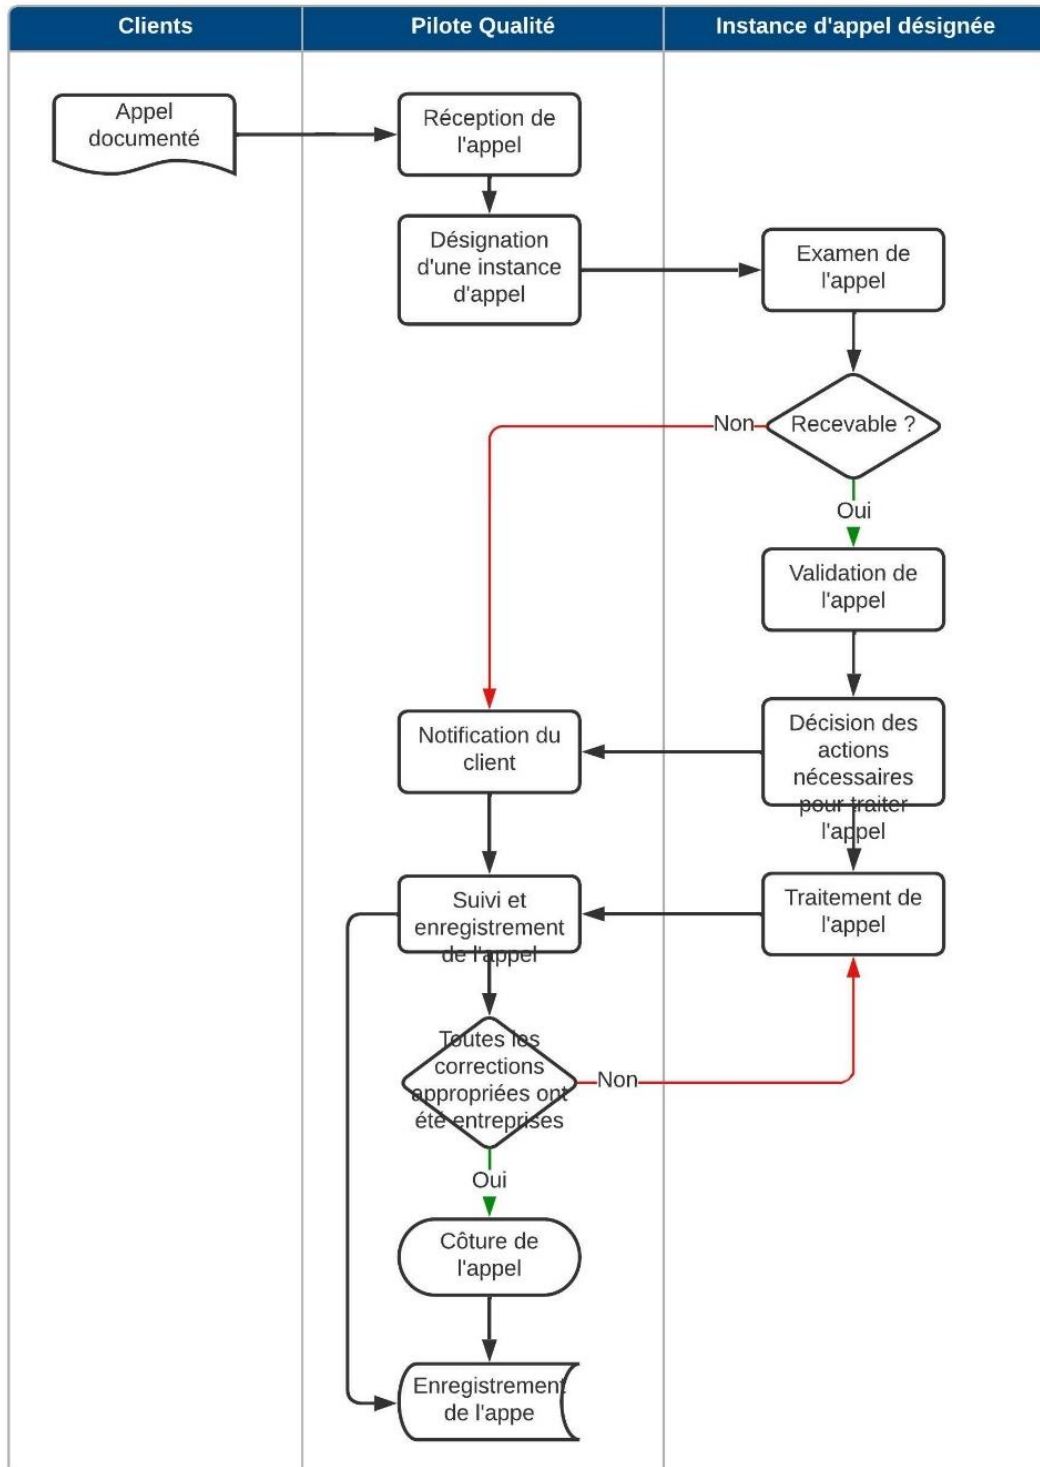 Clients
Pilote Qualité
Instance d'appel désignée
Appel
documenté
Réception de
l'appel
Désignation
d'une instance
d'appel
Examen de
l'appel
Recevable ?
Non
Oui
Validation de
l'appel
Notification du
client
Décision des
actions
nécessaires
pour traiter
l'appel
Suivi et
enregistrement
de l'appel
Traitement de
l'appel
Toutes les
corrections
appropriées ont
été entreprises
Non
Oui
Côture de
l'appel
Enregistrement
de l'appe